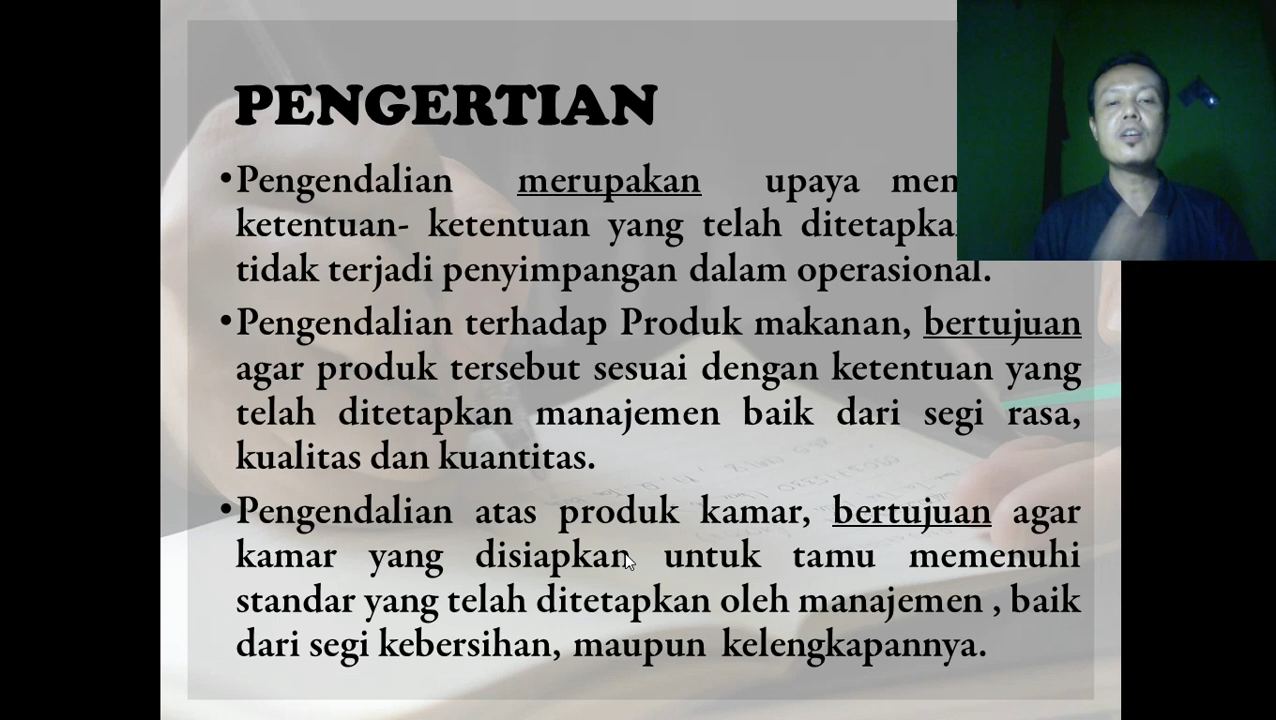 PENGERTIAN
•Pengendalian merupakan upaya
ketentuan- ketentuan yang telah
tidak terjadi penyimpangan dalam operasional.
•Pengendalian terhadap Produk makanan, bertujuan
agar produk tersebut sesuai dengan ketentuan yang
telah ditetapkan manajemen baik dari segi rasa,
kualitas dan kuantitas.
•Pengendalian atas produk kamar, bertujuan agar
kamar yang disiapkan untuk tamu memenuhi
standar yang telah ditetapkan oleh manajemen , baik
dari segi kebersihan, maupun kelengkapannya.